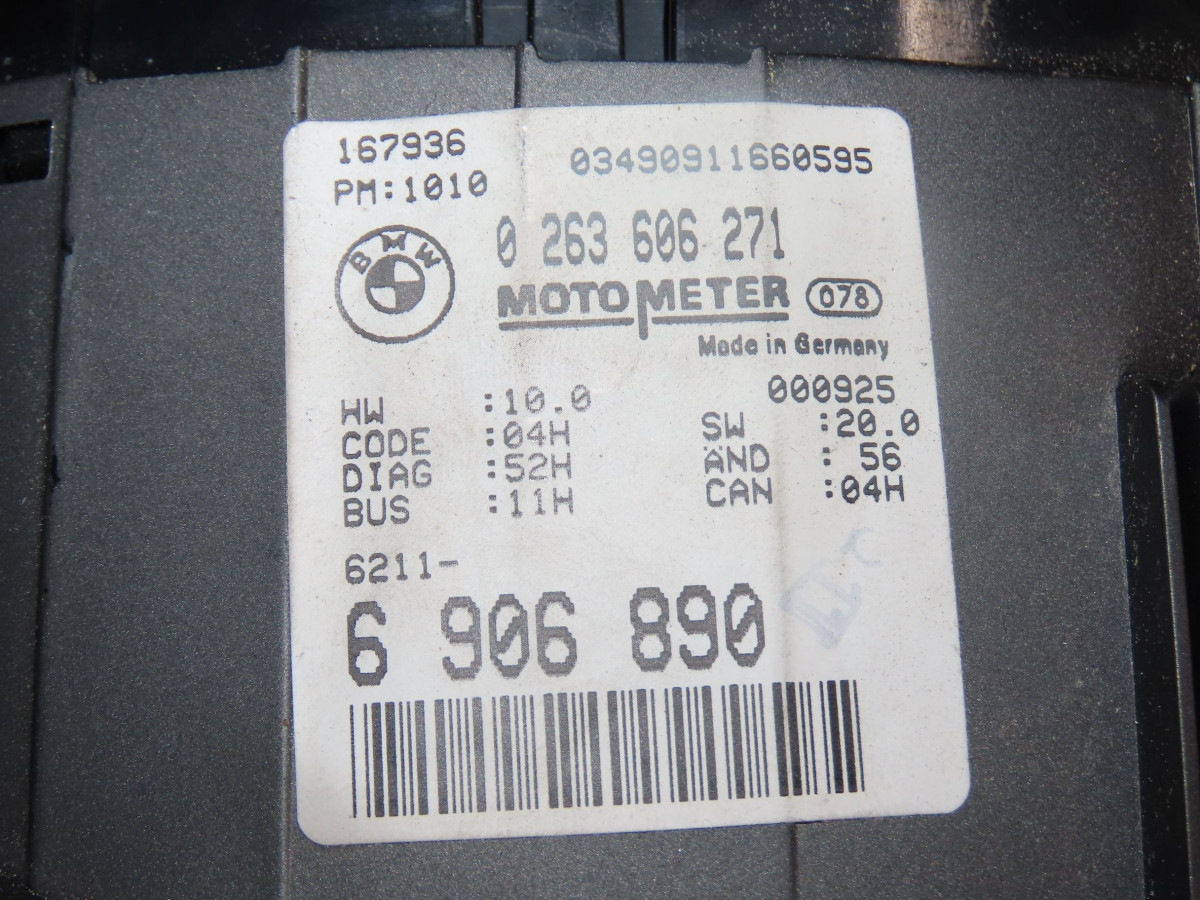 167936
03490911660595
PM:1010
0 263 606 271
BMW
MOTOMETER 078
Made in Germany
000925
HW :10.0 SW :20.0
CODE :04H ÄND : 56
DIAG :52H CAN :04H
BUS :11H
6211-
6 906 890